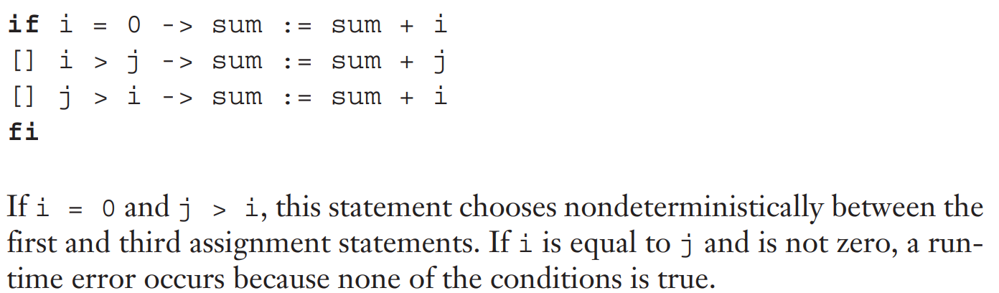 if i = 0 -> sum := sum + i
[] i > j -> sum := sum + j
[] j > i -> sum := sum + i
fi
If i = 0 and j > i, this statement chooses nondeterministically between the
first and third assignment statements. If i is equal to j and is not zero, a run-
time error occurs because none of the conditions is true.